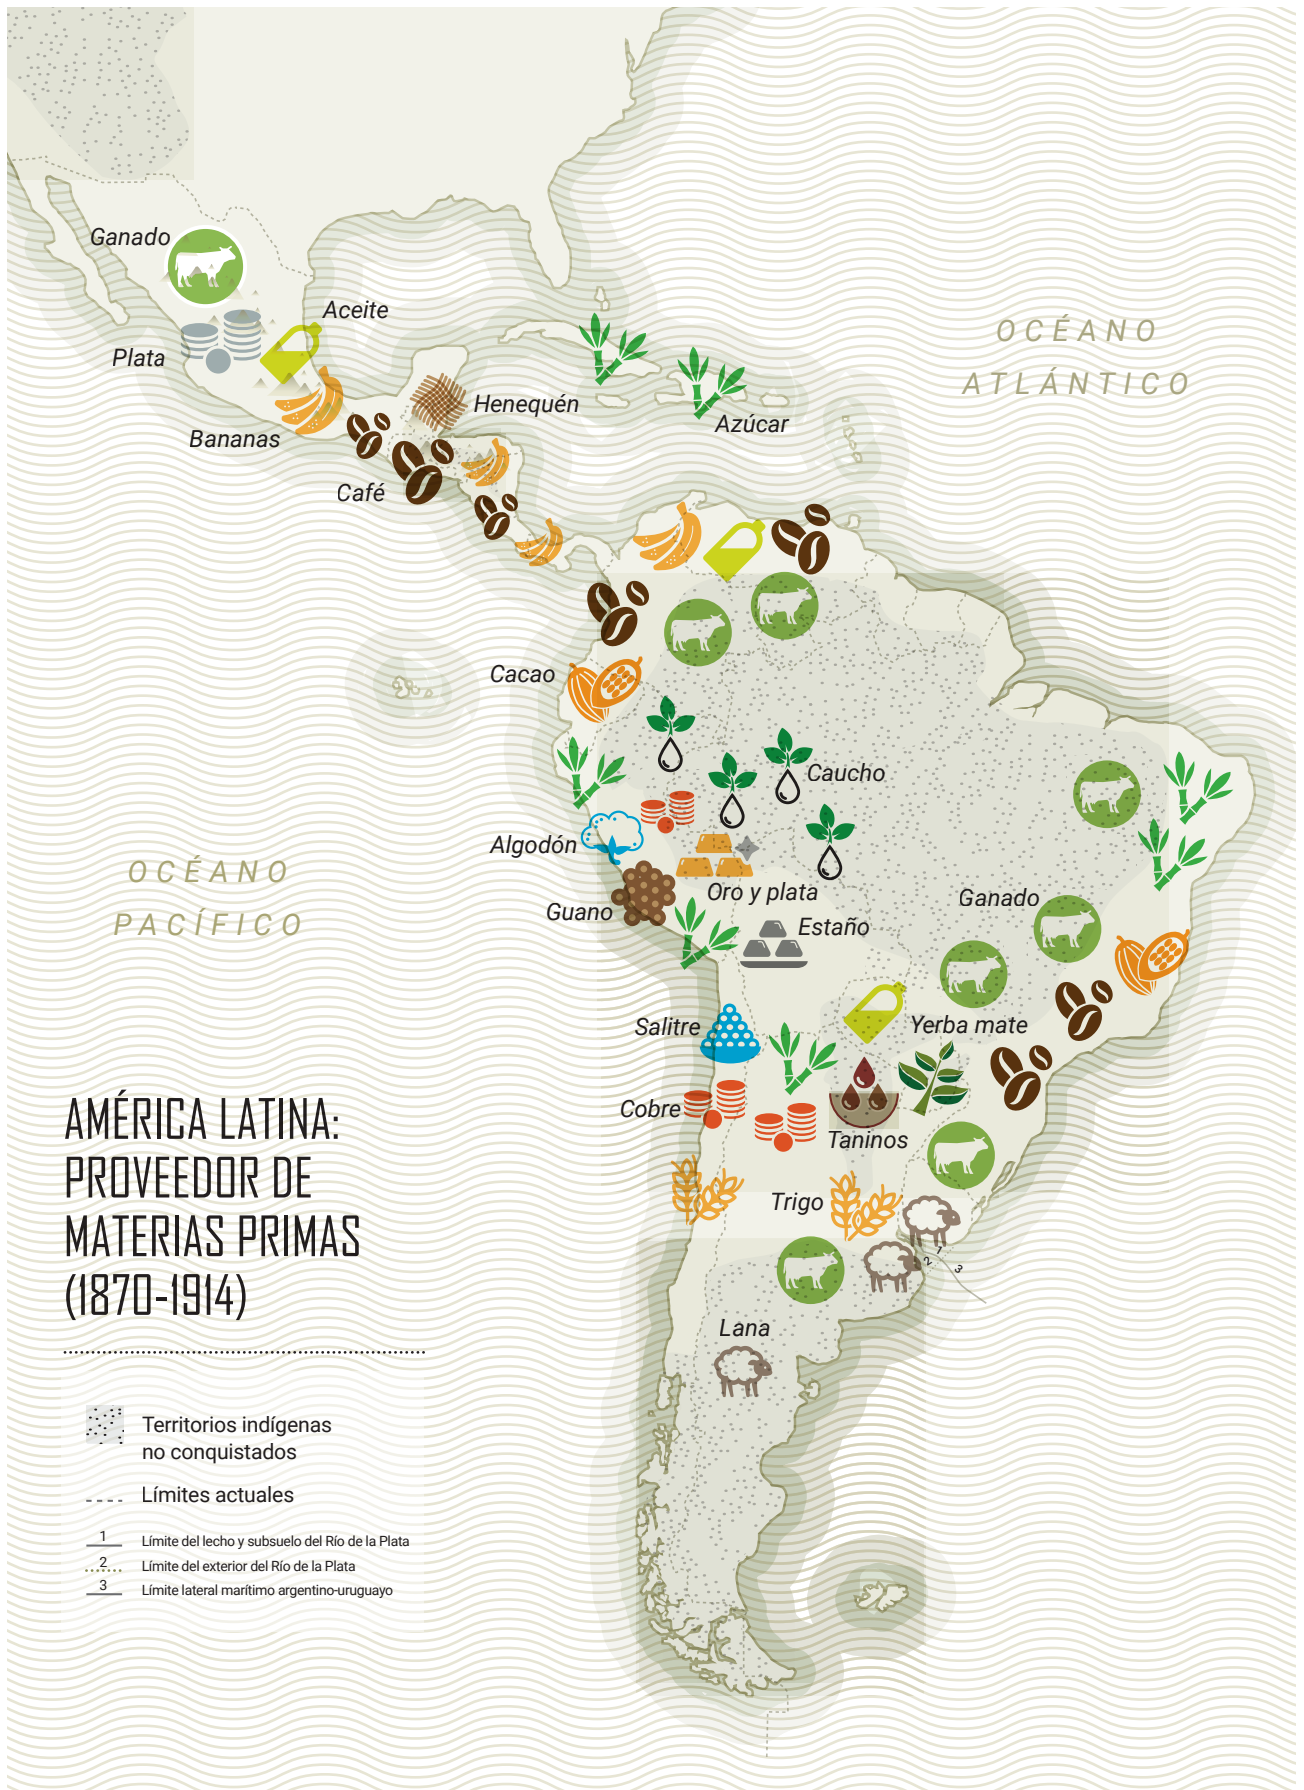 Ganado
Aceite
Plata
Bananas
Henequén
Azúcar
Café
OCÉANO
ATLÁNTICO
Cacao
Caucho
Algodón
Oro y plata
Guano
Estaño
Ganado
OCÉANO
PACÍFICO
Salitre
Yerba mate
Cobre
Taninos
Trigo
1
2
3
Lana
AMÉRICA LATINA:
PROVEEDOR DE
MATERIAS PRIMAS
(1870-1914)
Territorios indígenas
no conquistados
Límites actuales
1 Límite del lecho y subsuelo del Río de la Plata
2 Límite del exterior del Río de la Plata
3 Límite lateral marítimo argentino-uruguayo